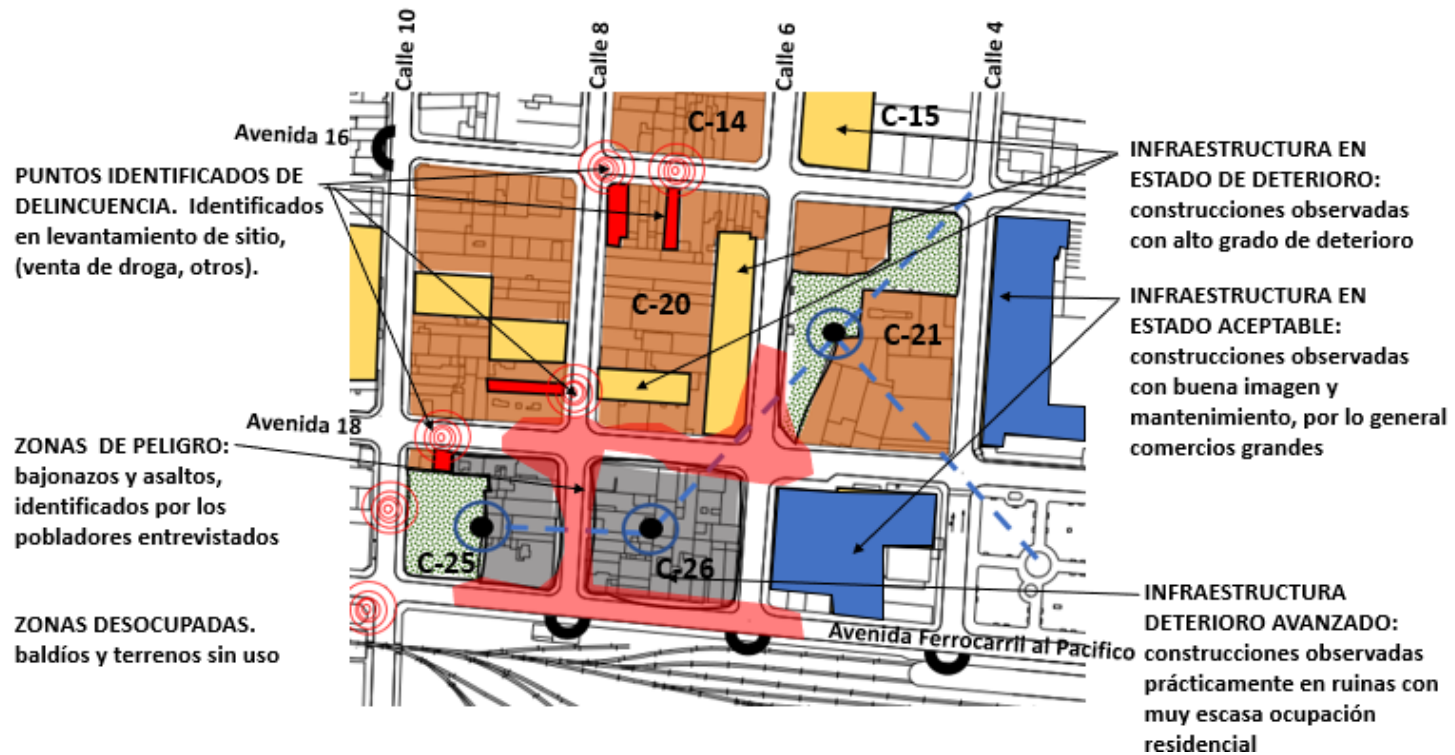 Calle 10
Calle 8
Calle 6
Calle 4
Avenida 16
C-14
C-15
PUNTOS IDENTIFICADOS DE
DELINCUENCIA. Identificados
en levantamiento de sitio,
(venta de droga, otros).
INFRAESTRUCTURA EN
ESTADO DE DETERIORO:
construcciones observadas
con alto grado de deterioro
C-20
C-21
INFRAESTRUCTURA EN
ESTADO ACEPTABLE:
construcciones observadas
con buena imagen y
mantenimiento, por lo general
comercios grandes
Avenida 18
ZONAS DE PELIGRO:
bajonazos y asaltos,
identificados por los
pobladores entrevistados
C-25
C-26
ZONAS DESOCUPADAS.
baldíos y terrenos sin uso
Avenida Ferrocarril al Pacifico
INFRAESTRUCTURA
DETERIORO AVANZADO:
construcciones observadas
prácticamente en ruinas con
muy escasa ocupación
residencial